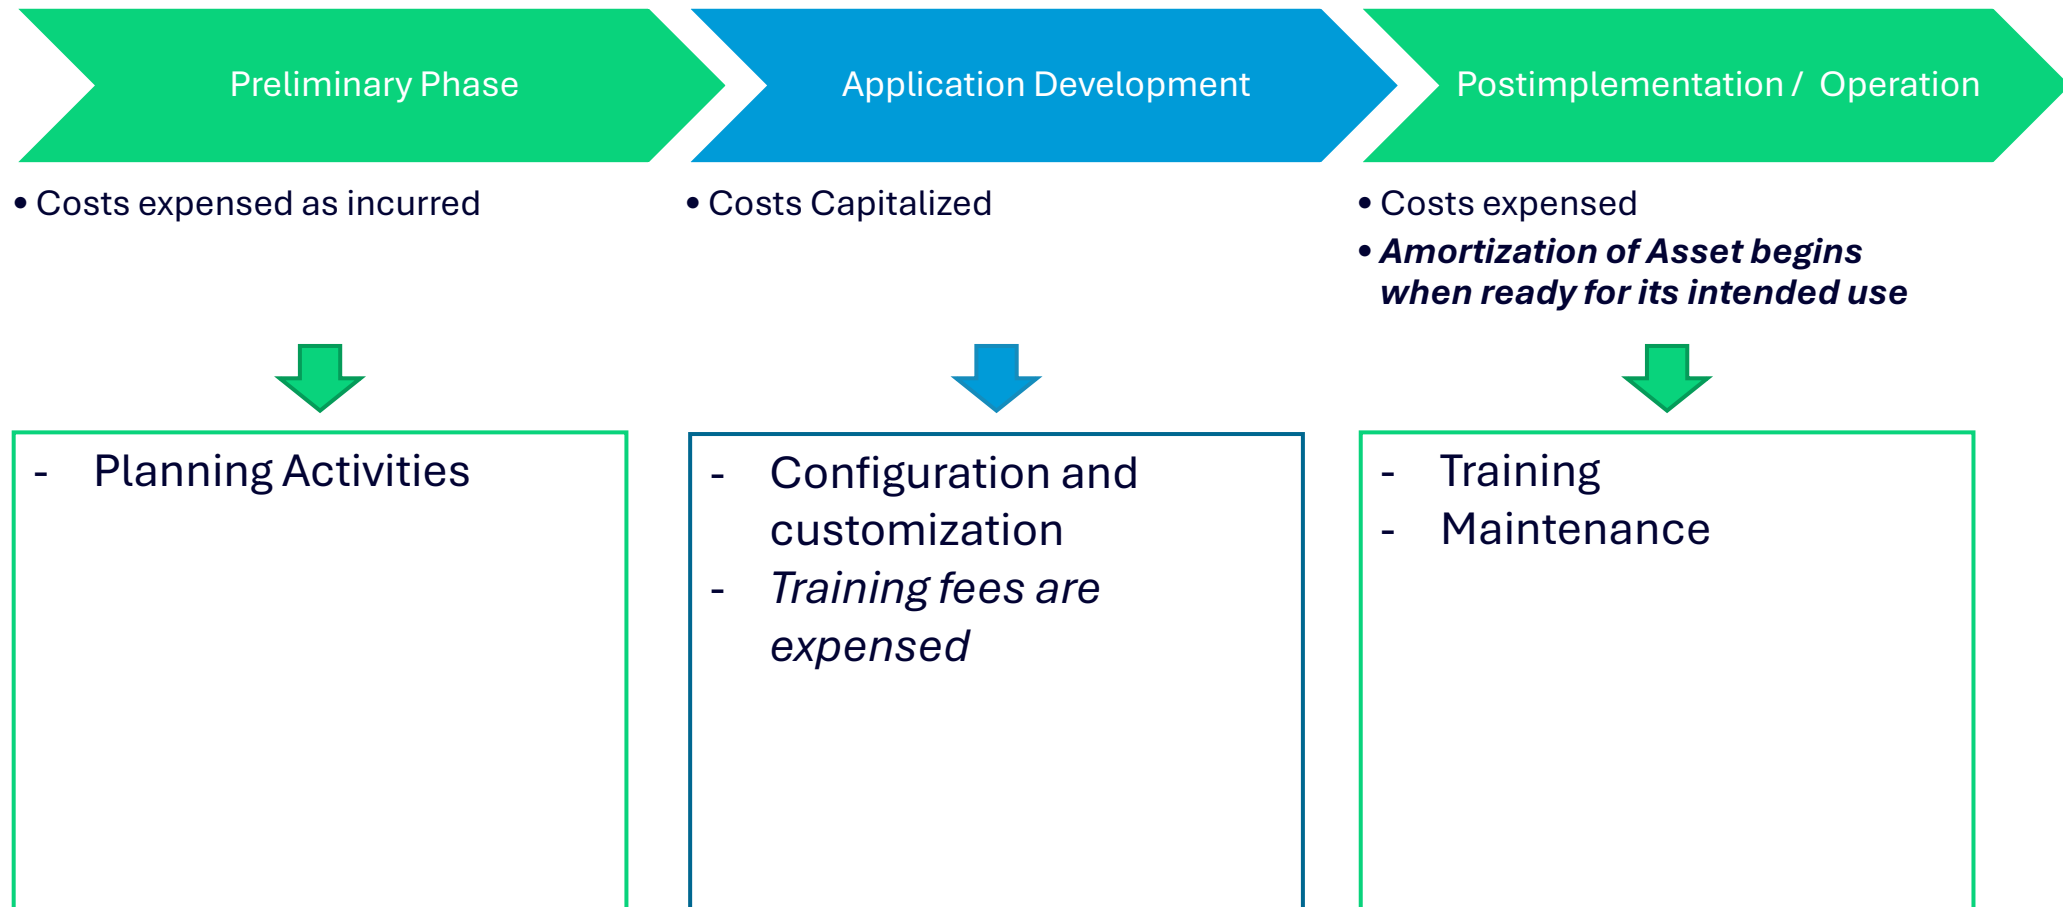 Preliminary Phase
Application Development
Postimplementation / Operation
• Costs expensed as incurred
• Costs Capitalized
• Costs expensed
• Amortization of Asset begins
when ready for its intended use
- Planning Activities
- Configuration and
customization
- Training fees are
expensed
- Training
- Maintenance